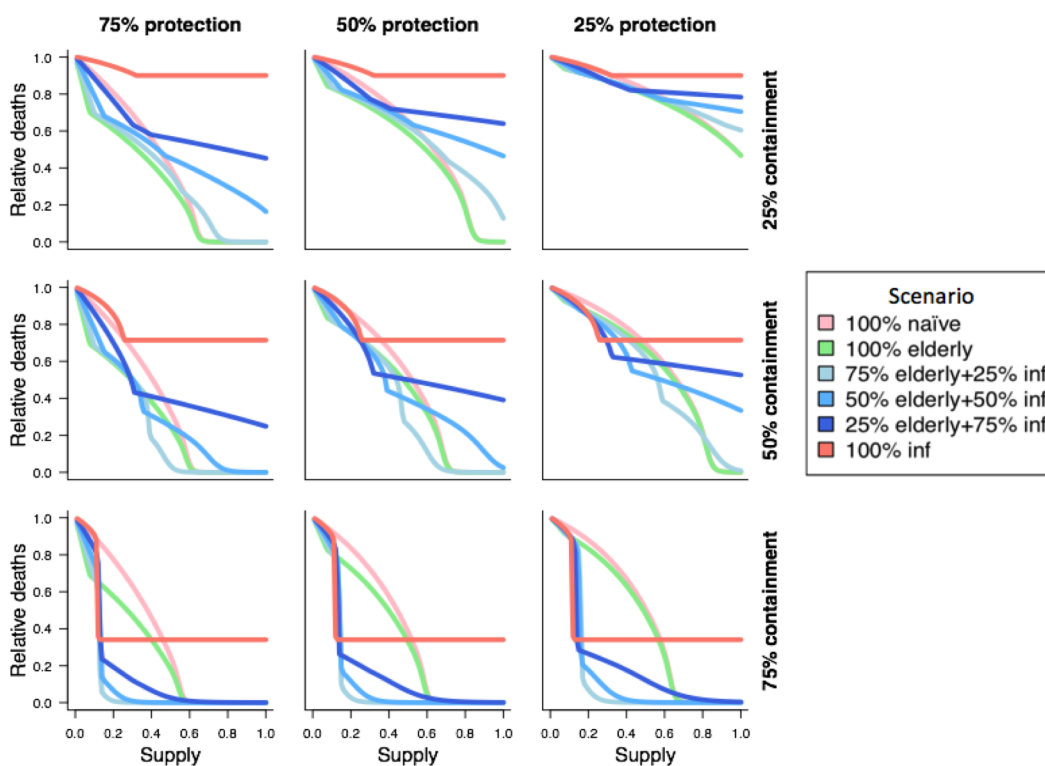 75% protection 50% protection 25% protection
1.0
0.8
0.6
0.4
0.2
0.0
Relative deaths
25% containment
1.0
0.8
0.6
0.4
0.2
0.0
Relative deaths
50% containment
Scenario
100% naïve
100% elderly
75% elderly+25% inf
50% elderly+50% inf
25% elderly+75% inf
100% inf
1.0
0.8
0.6
0.4
0.2
0.0
Relative deaths
75% containment
0.0 0.2 0.4 0.6 0.8 1.0 0.0 0.2 0.4 0.6 0.8 1.0 0.0 0.2 0.4 0.6 0.8 1.0
Supply Supply Supply